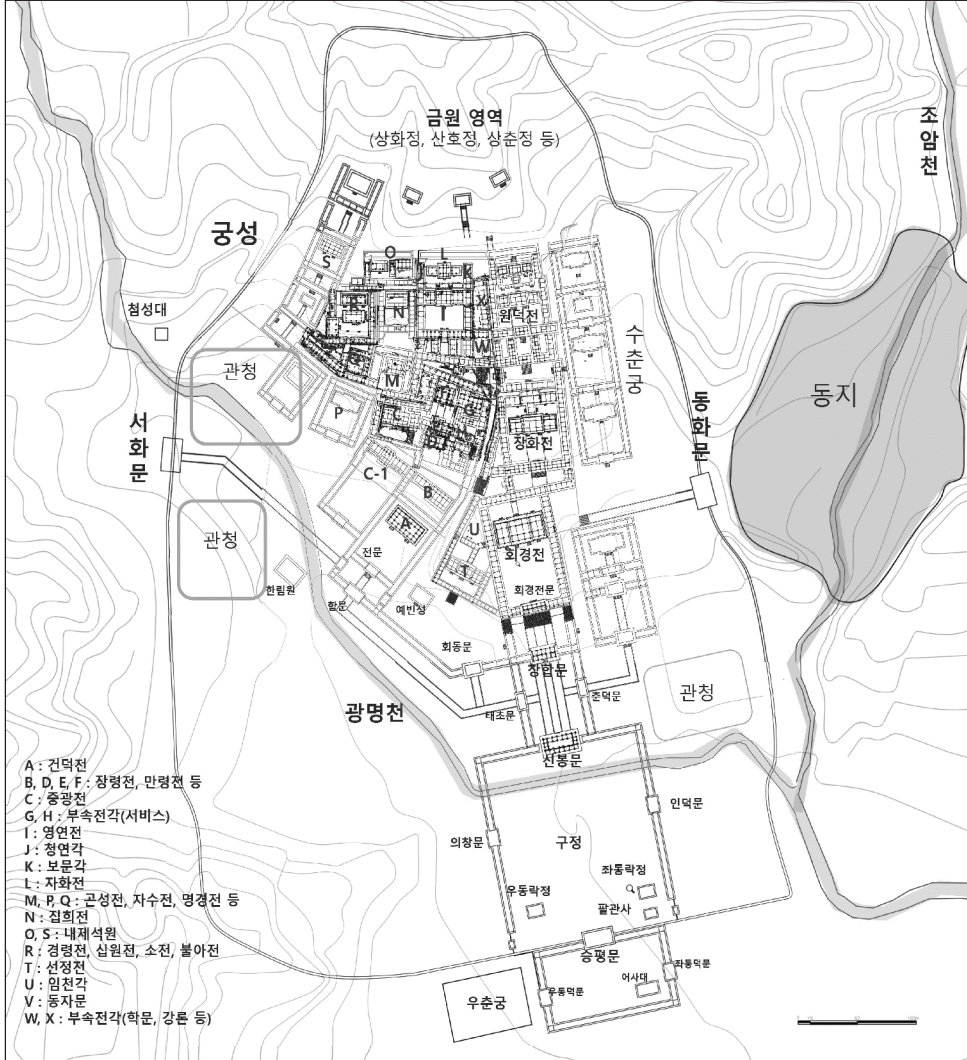 금원 영역
(상화정, 산호정, 상춘정 등)
조암천
궁성
O
L
S
K
첨성대
R
N
I
X
원덕전
수춘궁
W
관청
M
동지
서화문
P
G
동화문
장화전
C-1
B
A
U
관청
전문
회경전
T
한림원
회경전문
함문
예빈성
회동문
창합문
광명천
태초문
춘덕문
관청
신봉문
A : 건덕전
B, D, E, F : 장령전, 만령전 등
C : 중광전
G, H : 부속전각(서비스)
I : 영연전
J : 청연각
K : 보문각
L : 자화전
M, P, Q : 곤성전, 자수전, 명경전 등
N : 집희전
O, S : 내제석원
R : 경령전, 십원전, 소전, 불아전
T : 선정전
U : 임천각
V : 동자문
W, X : 부속전각(학문, 강론 등)
인덕문
의창문
구정
좌동락정
우동락정
팔관사
승평문
좌동덕문
어사대
우동덕문
우춘궁